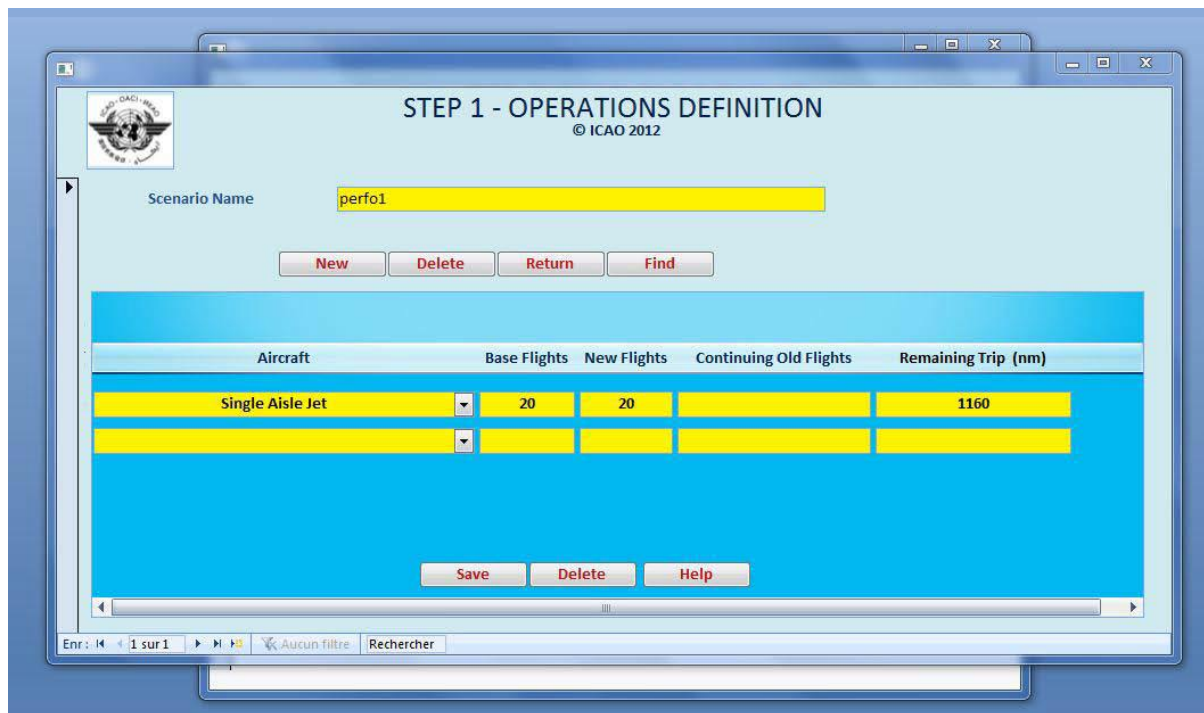 STEP 1 - OPERATIONS DEFINITION
© ICAO 2012
Scenario Name perfo1
New Delete Return Find
Aircraft Base Flights New Flights Continuing Old Flights Remaining Trip (nm)
Single Aisle Jet 20 20 1160
Save Delete Help
Enr : 1 sur 1 Aucun filtre Rechercher